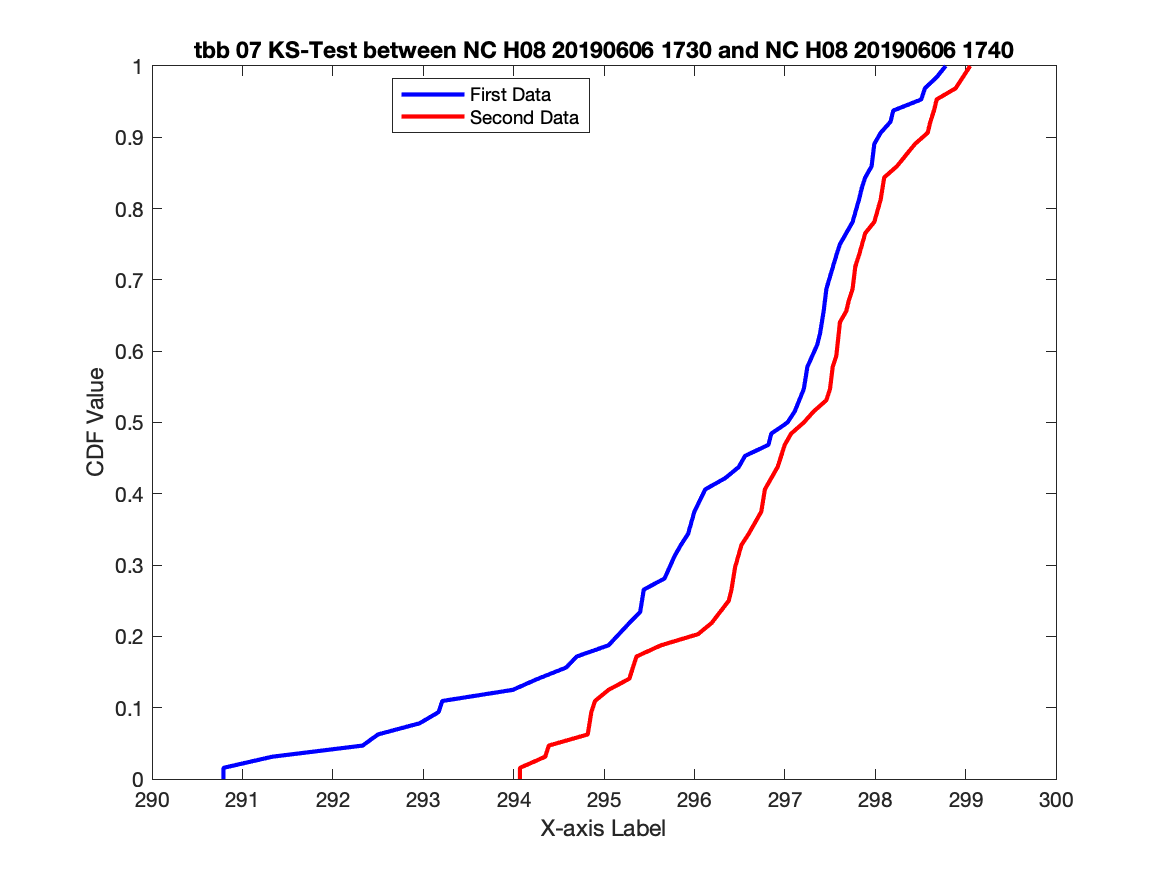 tbb 07 KS-Test between NC H08 20190606 1730 and NC H08 20190606 1740
First Data
Second Data
1
0.9
0.8
0.7
0.6
0.5
0.4
0.3
0.2
0.1
0
CDF Value
290 291 292 293 294 295 296 297 298 299 300
X-axis Label